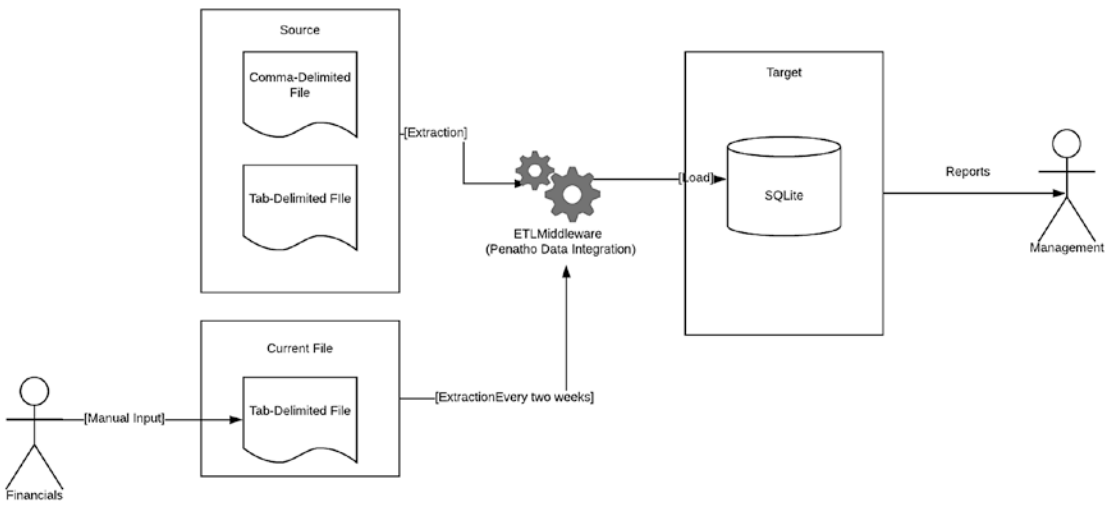 Source
Comma-Delimited
File
[Extraction]
Tab-Delimited FIle
ETLMiddleware
(Penatho Data Integration)
[Load]
Target
SQLite
Reports
Management
Current File
Tab-Delimited File
[ExtractionEvery two weeks]
[Manual Input]
Financials